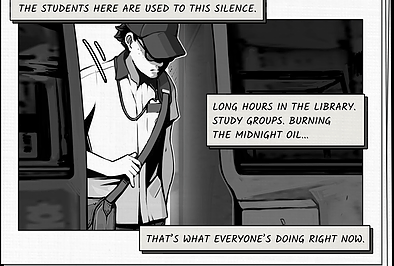 THE STUDENTS HERE ARE USED TO THIS SILENCE.
LONG HOURS IN THE LIBRARY.
STUDY GROUPS. BURNING
THE MIDNIGHT OIL...
THAT'S WHAT EVERYONE'S DOING RIGHT NOW.